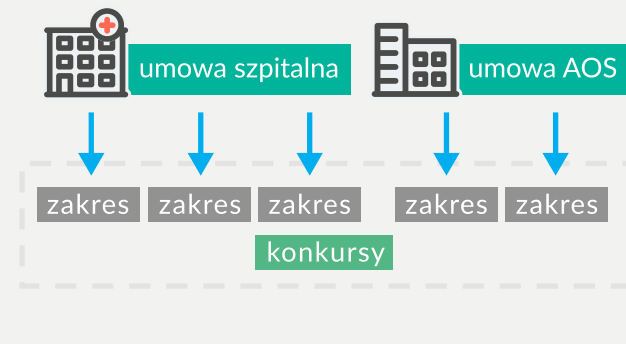 umowa szpitalna
umowa AOS
zakres zakres zakres zakres zakres
konkursy